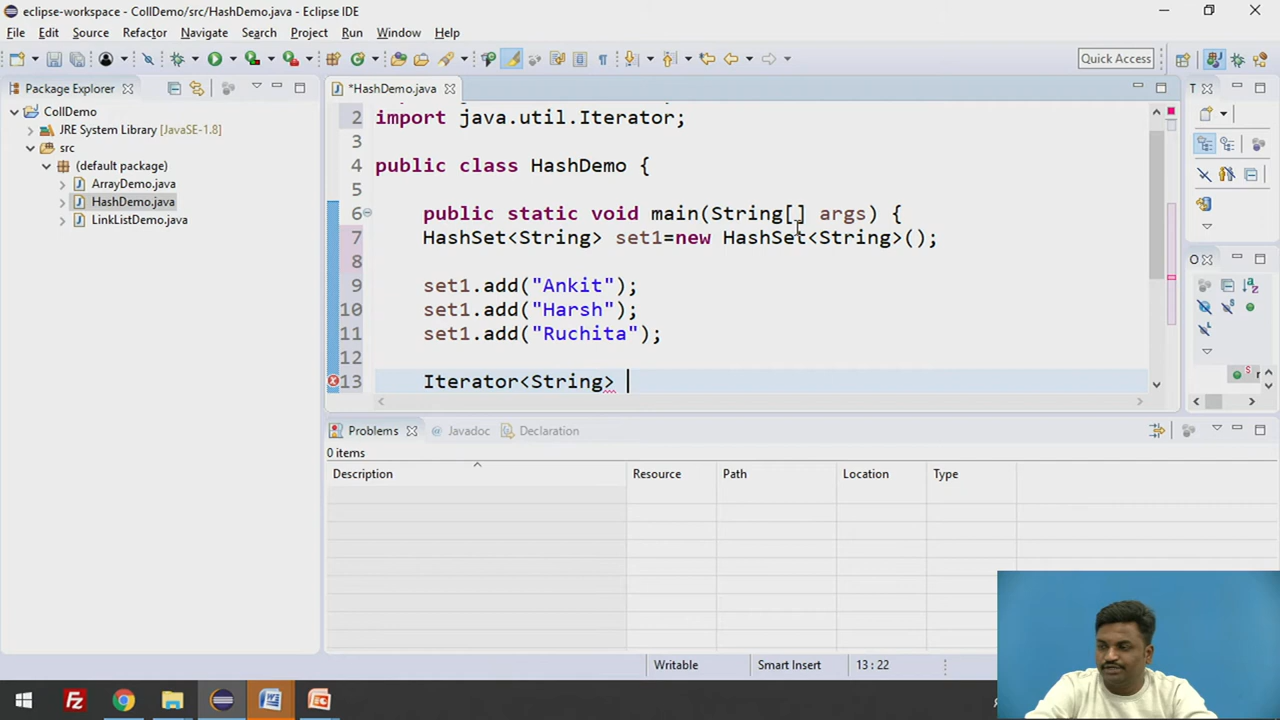 eclipse-workspace - CollDemo/src/HashDemo.java - Eclipse IDE
File Edit Source Refactor Navigate Search Project Run Window Help
Quick Access
Package Explorer
*HashDemo.java
T
CollDemo
JRE System Library [JavaSE-1.8]
src
(default package)
ArrayDemo.java
HashDemo.java
LinkListDemo.java
2 import java.util.Iterator;
3
4 public class HashDemo {
5
6 public static void main(String[] args) {
7 HashSet<String> set1=new HashSet<String>();
8
9 set1.add("Ankit");
10 set1.add("Harsh");
11 set1.add("Ruchita");
12
13 Iterator<String>
O
Problems @ Javadoc Declaration
0 items
Description Resource Path Location Type
Writable Smart Insert 13 : 22